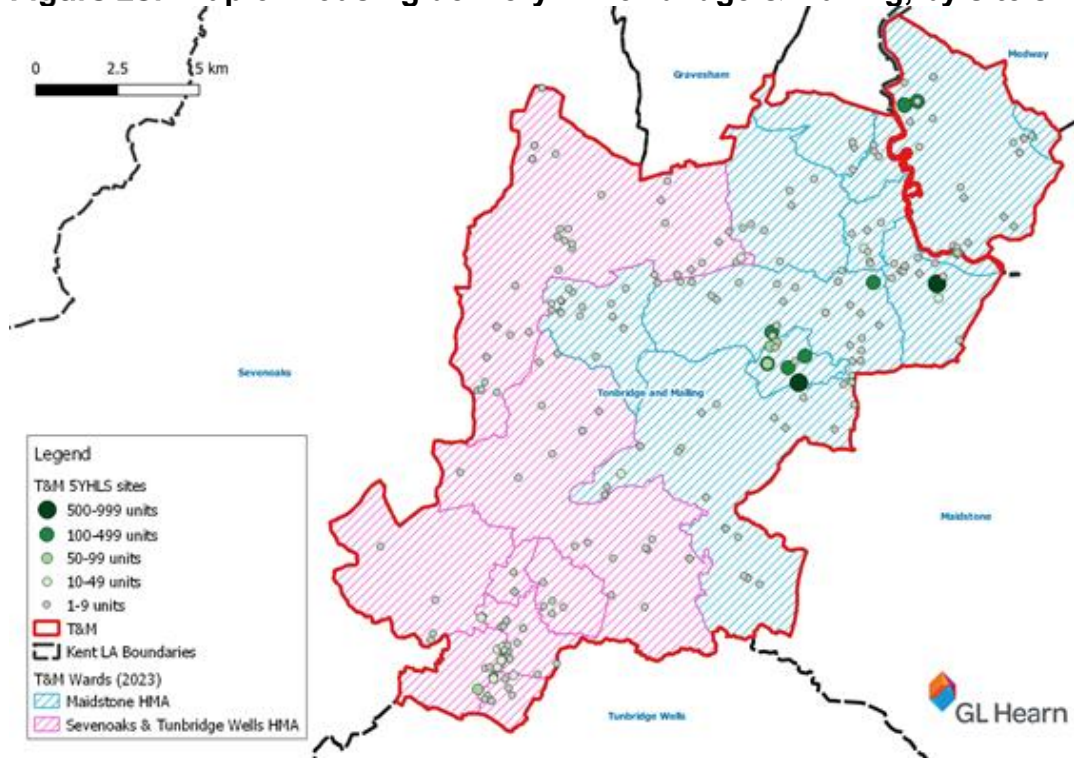 0 2.5 5 km
Medway
Gravesham
Sevenoaks
Tonbridge and Malling
Legend
T&M 5YHLS sites
500-999 units
100-499 units
50-99 units
10-49 units
1-9 units
T&M
Kent LA Boundaries
T&M Wards (2023)
Maidstone HMA
Sevenoaks & Tunbridge Wells HMA
Maidstone
Tunbridge Wells
GL Hearn